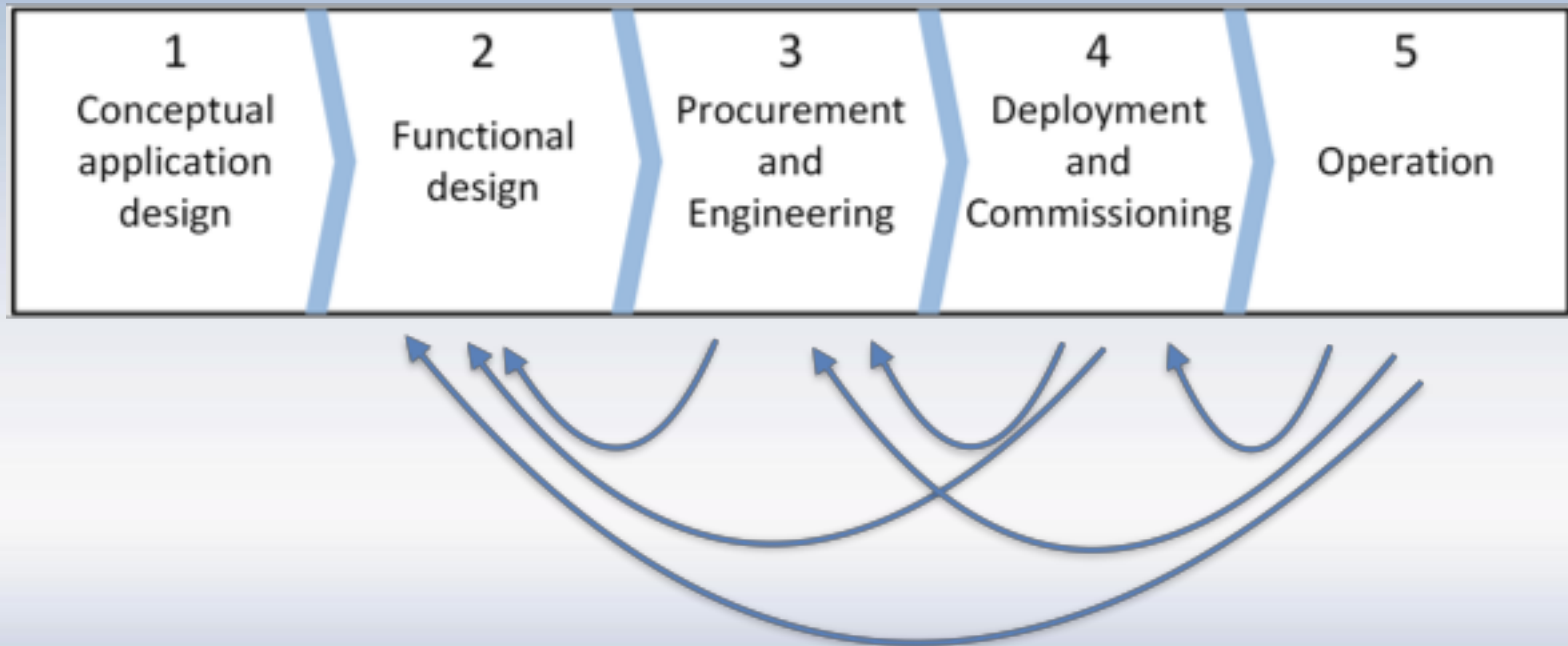 1
Conceptual
application
design
2
Functional
design
3
Procurement
and
Engineering
4
Deployment
and
Commissioning
5
Operation